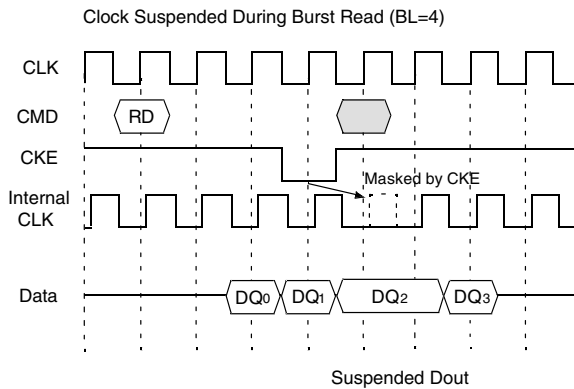 Clock Suspended During Burst Read (BL=4)
CLK
CMD
RD
CKE
Masked by CKE
Internal
CLK
Data
DQ0
DQ1
DQ2
DQ3
Suspended Dout